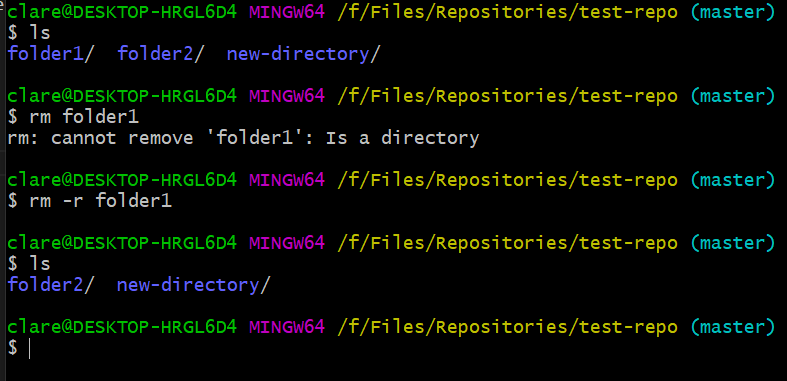 clare@DESKTOP-HRGL6D4 MINGW64 /f/Files/Repositories/test-repo (master)
$ ls
folder1/  folder2/  new-directory/
clare@DESKTOP-HRGL6D4 MINGW64 /f/Files/Repositories/test-repo (master)
$ rm folder1
rm: cannot remove 'folder1': Is a directory
clare@DESKTOP-HRGL6D4 MINGW64 /f/Files/Repositories/test-repo (master)
$ rm -r folder1
clare@DESKTOP-HRGL6D4 MINGW64 /f/Files/Repositories/test-repo (master)
$ ls
folder2/  new-directory/
clare@DESKTOP-HRGL6D4 MINGW64 /f/Files/Repositories/test-repo (master)
$